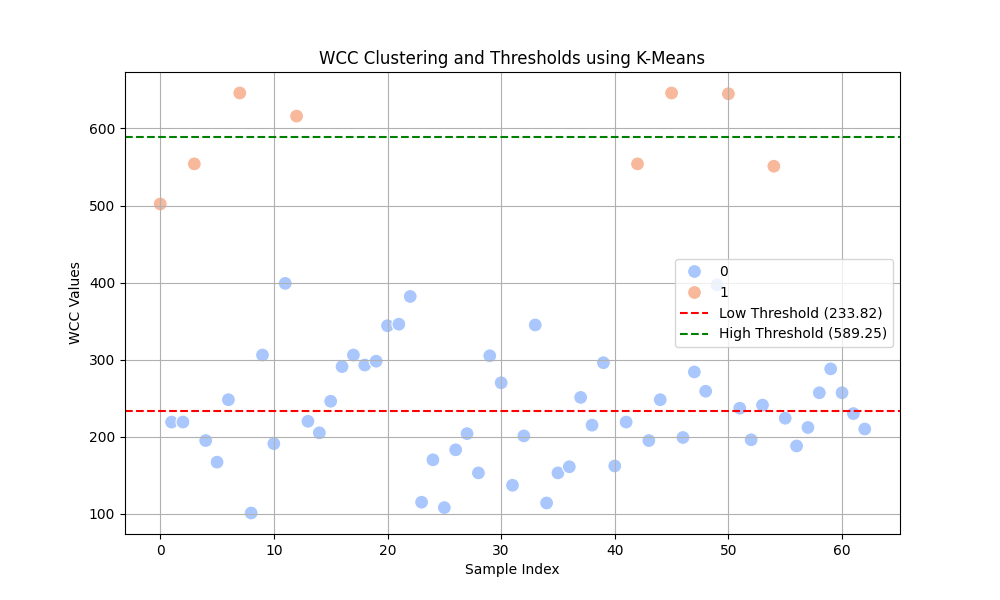 WCC Clustering and Thresholds using K-Means
WCC Values
600
500
400
300
200
100
0
1
Low Threshold (233.82)
High Threshold (589.25)
0 10 20 30 40 50 60
Sample Index